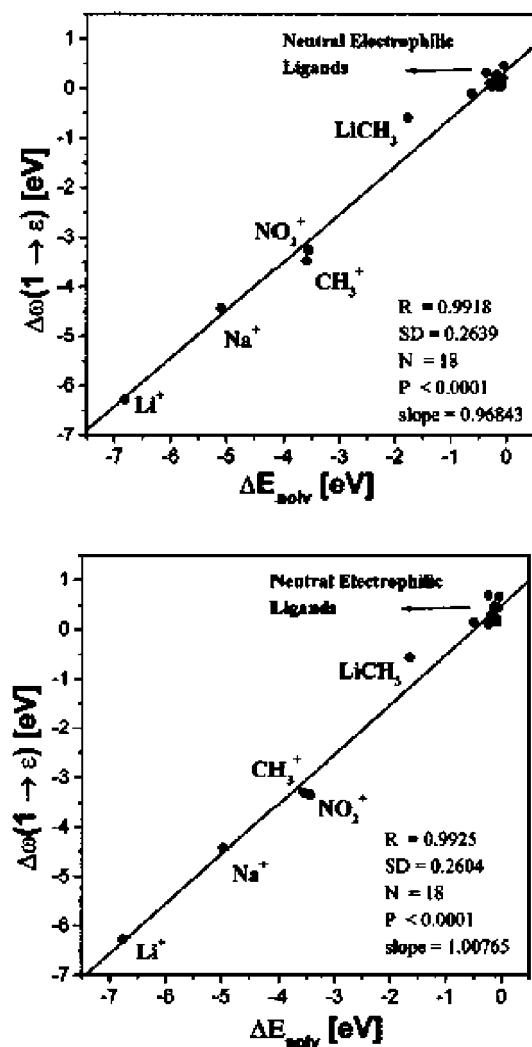 1
0
-1
-2
-3
-4
-5
-6
-7
Δω(1 → ε) [eV]
Neutral Electrophilic
Ligands
LiCH₃
NO₂⁺
CH₃⁺
Na⁺
Li⁺
R = 0.9918
SD = 0.2639
N = 18
P < 0.0001
slope = 0.96843
-7 -6 -5 -4 -3 -2 -1 0
ΔE_solv [eV]
1
0
-1
-2
-3
-4
-5
-6
-7
Δω(1 → ε) [eV]
Neutral Electrophilic
Ligands
LiCH₃
CH₃⁺
NO₂⁺
Na⁺
Li⁺
R = 0.9925
SD = 0.2604
N = 18
P < 0.0001
slope = 1.00765
-7 -6 -5 -4 -3 -2 -1 0
ΔE_solv [eV]